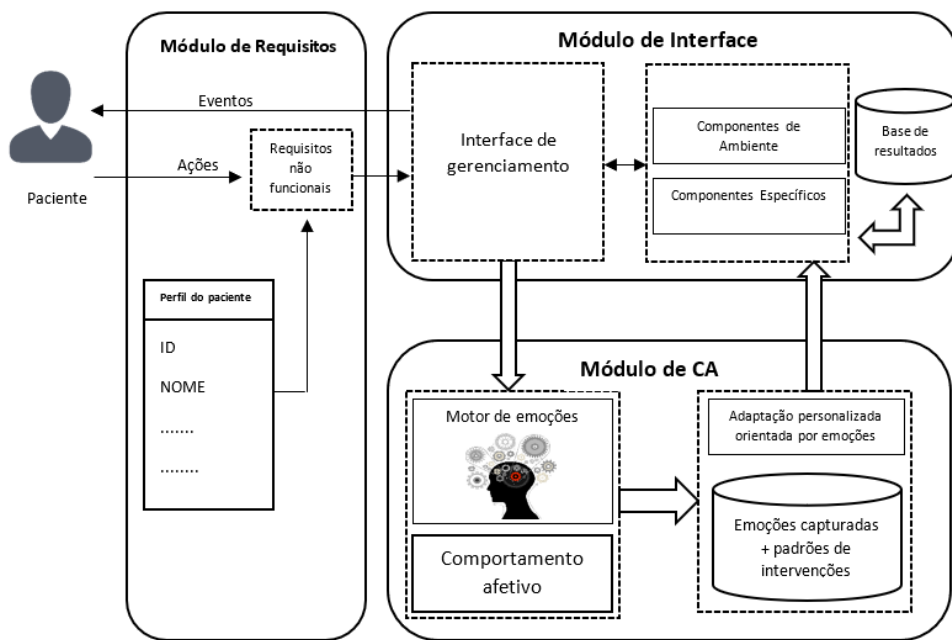 Módulo de Requisitos
Eventos
Ações
Paciente
Requisitos
não
funcionais
Perfil do paciente
ID
NOME
.......
........
Módulo de Interface
Interface de
gerenciamento
Componentes de
Ambiente
Componentes Específicos
Base de
resultados
Módulo de CA
Motor de emoções
Comportamento
afetivo
Adaptação personalizada
orientada por emoções
Emoções capturadas
+ padrões de
intervenções